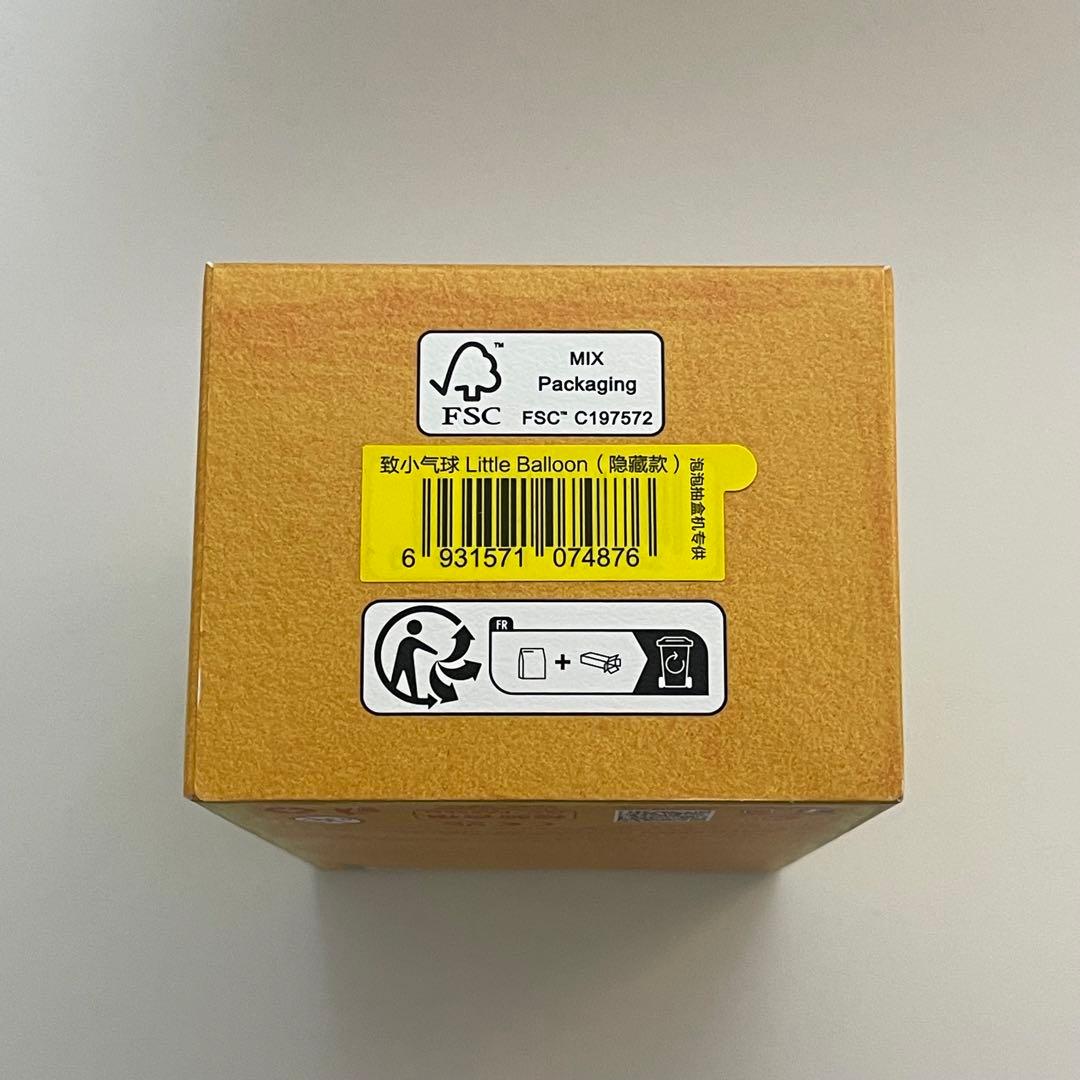 FSC™
MIX
Packaging
FSC™ C197572
致小气球 Little Balloon（隐藏款）
泡泡抽盒机专供
6 931571 074876
FR